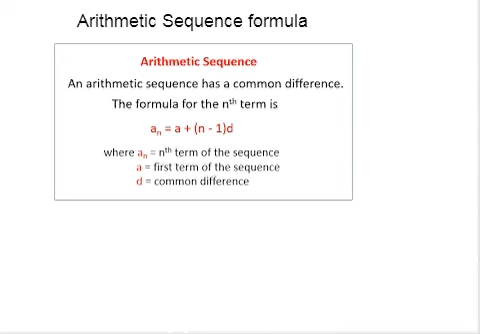 Arithmetic Sequence formula
Arithmetic Sequence
An arithmetic sequence has a common difference.
The formula for the nᵗʰ term is
aₙ = a + (n - 1)d
where aₙ = nᵗʰ term of the sequence
a = first term of the sequence
d = common difference